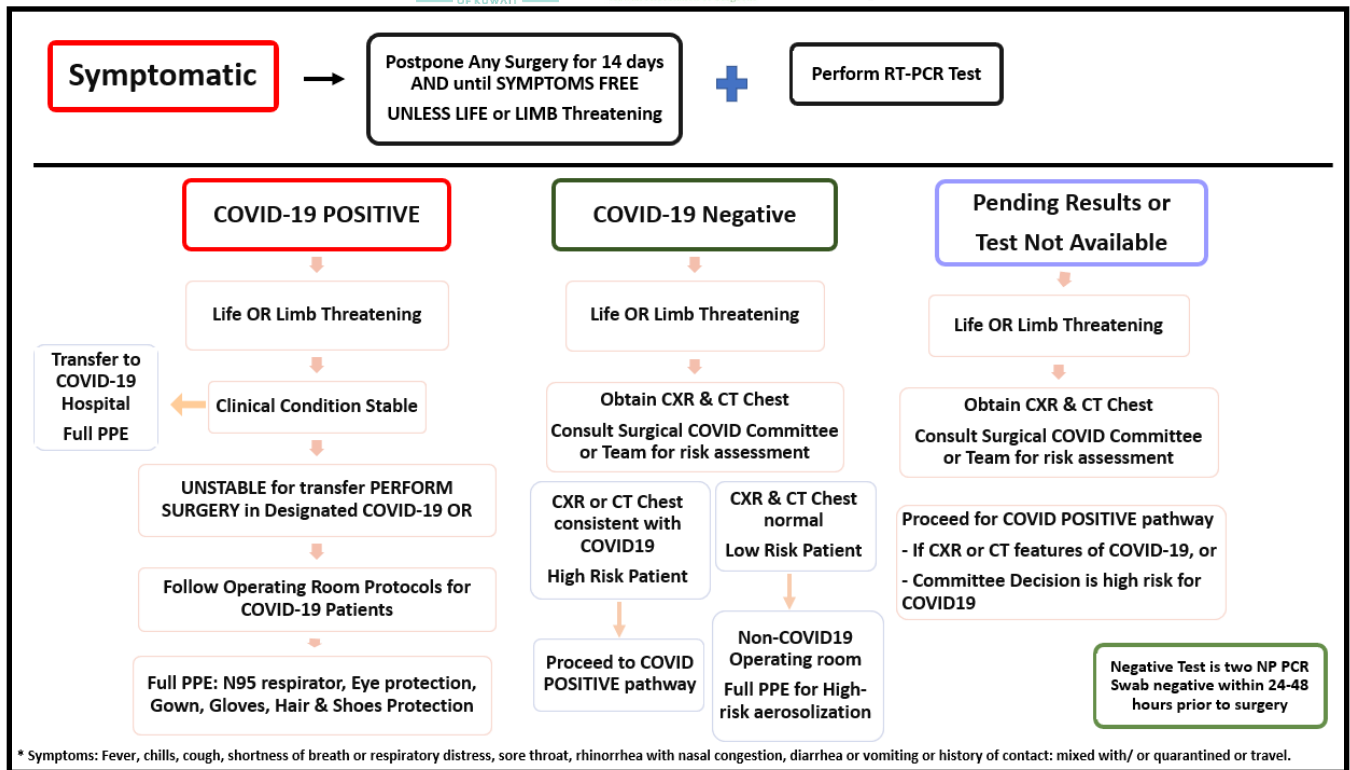 OF KUWAIT
Symptomatic
Postpone Any Surgery for 14 days
AND until SYMPTOMS FREE
UNLESS LIFE or LIMB Threatening
Perform RT-PCR Test
COVID-19 POSITIVE
Life OR Limb Threatening
Clinical Condition Stable
Transfer to
COVID-19
Hospital
Full PPE
UNSTABLE for transfer PERFORM
SURGERY in Designated COVID-19 OR
Follow Operating Room Protocols for
COVID-19 Patients
Full PPE: N95 respirator, Eye protection,
Gown, Gloves, Hair & Shoes Protection
COVID-19 Negative
Life OR Limb Threatening
Obtain CXR & CT Chest
Consult Surgical COVID Committee
or Team for risk assessment
CXR or CT Chest
consistent with
COVID19
High Risk Patient
Proceed to COVID
POSITIVE pathway
CXR & CT Chest
normal
Low Risk Patient
Non-COVID19
Operating room
Full PPE for High-
risk aerosolization
Pending Results or
Test Not Available
Life OR Limb Threatening
Obtain CXR & CT Chest
Consult Surgical COVID Committee
or Team for risk assessment
Proceed for COVID POSITIVE pathway
- If CXR or CT features of COVID-19, or
- Committee Decision is high risk for
COVID19
Negative Test is two NP PCR
Swab negative within 24-48
hours prior to surgery
* Symptoms: Fever, chills, cough, shortness of breath or respiratory distress, sore throat, rhinorrhea with nasal congestion, diarrhea or vomiting or history of contact: mixed with/ or quarantined or travel.